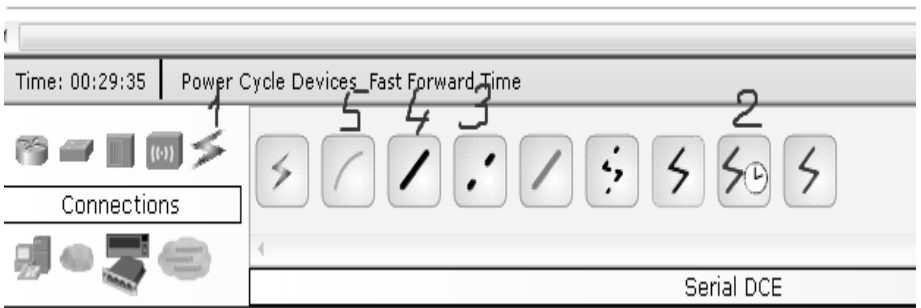 Time: 00:29:35 Power Cycle Devices Fast Forward Time
1 5 4 3 2
Connections
Serial DCE